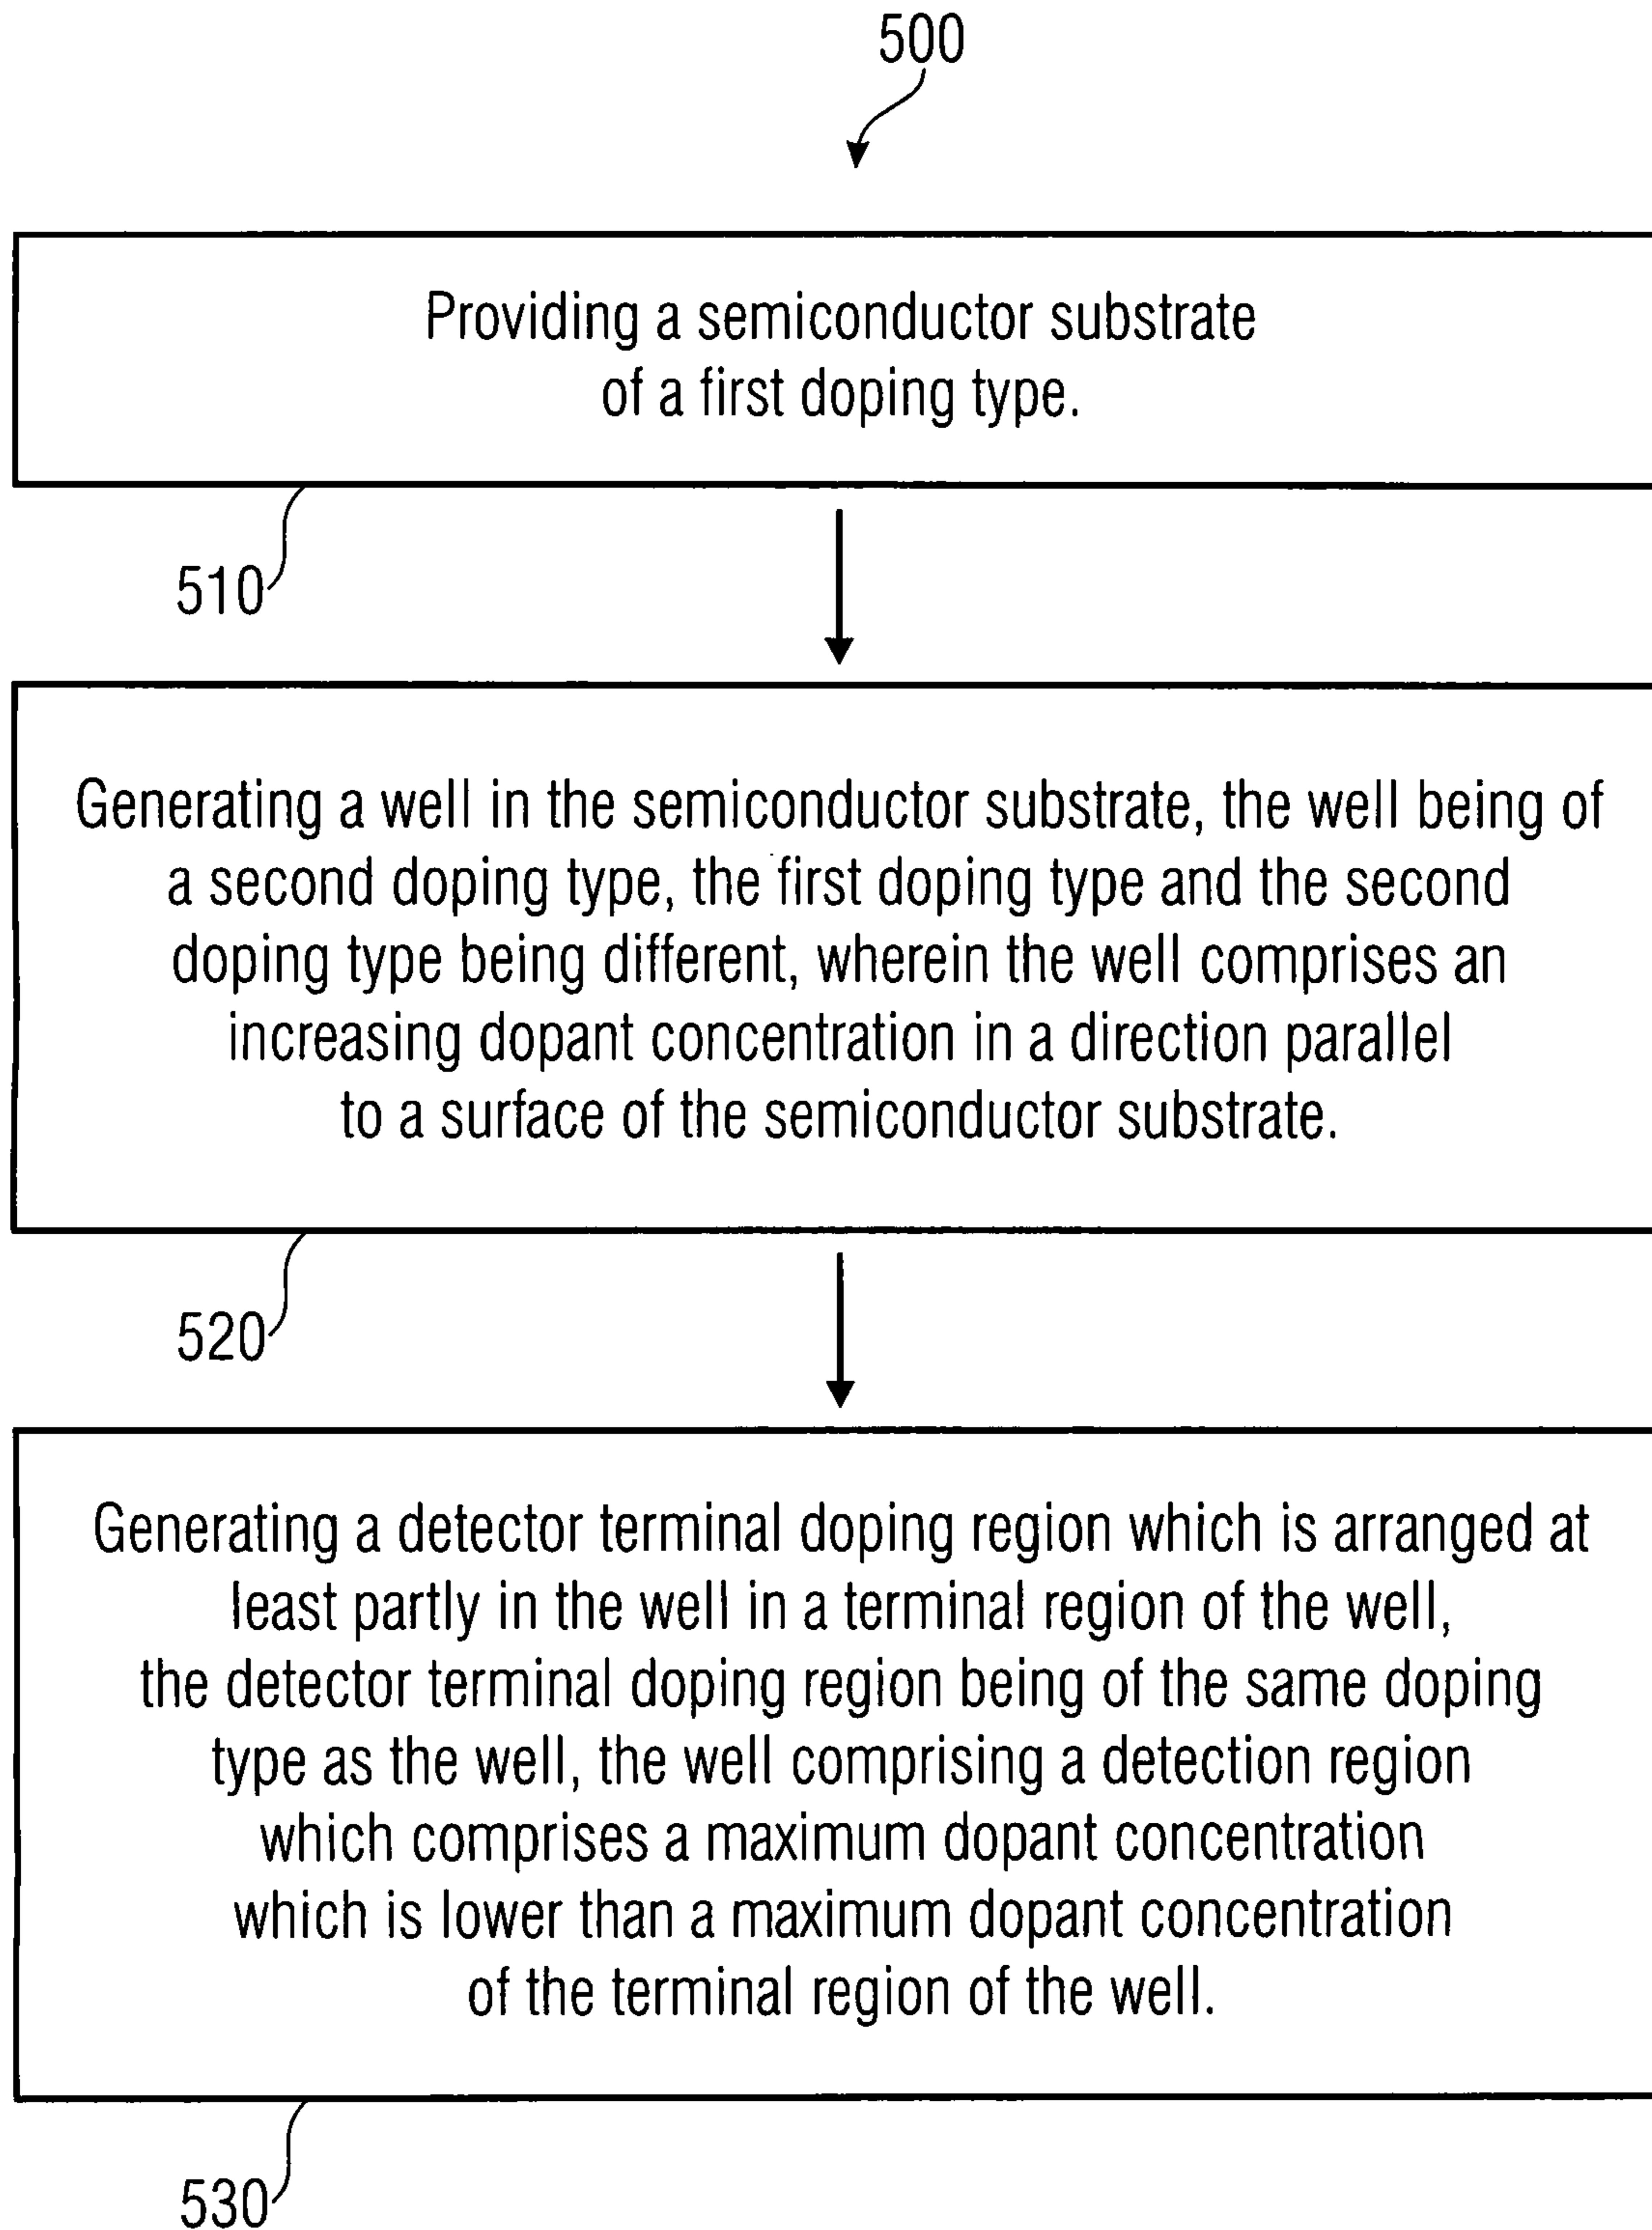 500
Providing a semiconductor substrate
of a first doping type.
510
Generating a well in the semiconductor substrate, the well being of
a second doping type, the first doping type and the second
doping type being different, wherein the well comprises an
increasing dopant concentration in a direction parallel
to a surface of the semiconductor substrate.
520
Generating a detector terminal doping region which is arranged at
least partly in the well in a terminal region of the well,
the detector terminal doping region being of the same doping
type as the well, the well comprising a detection region
which comprises a maximum dopant concentration
which is lower than a maximum dopant concentration
of the terminal region of the well.
530